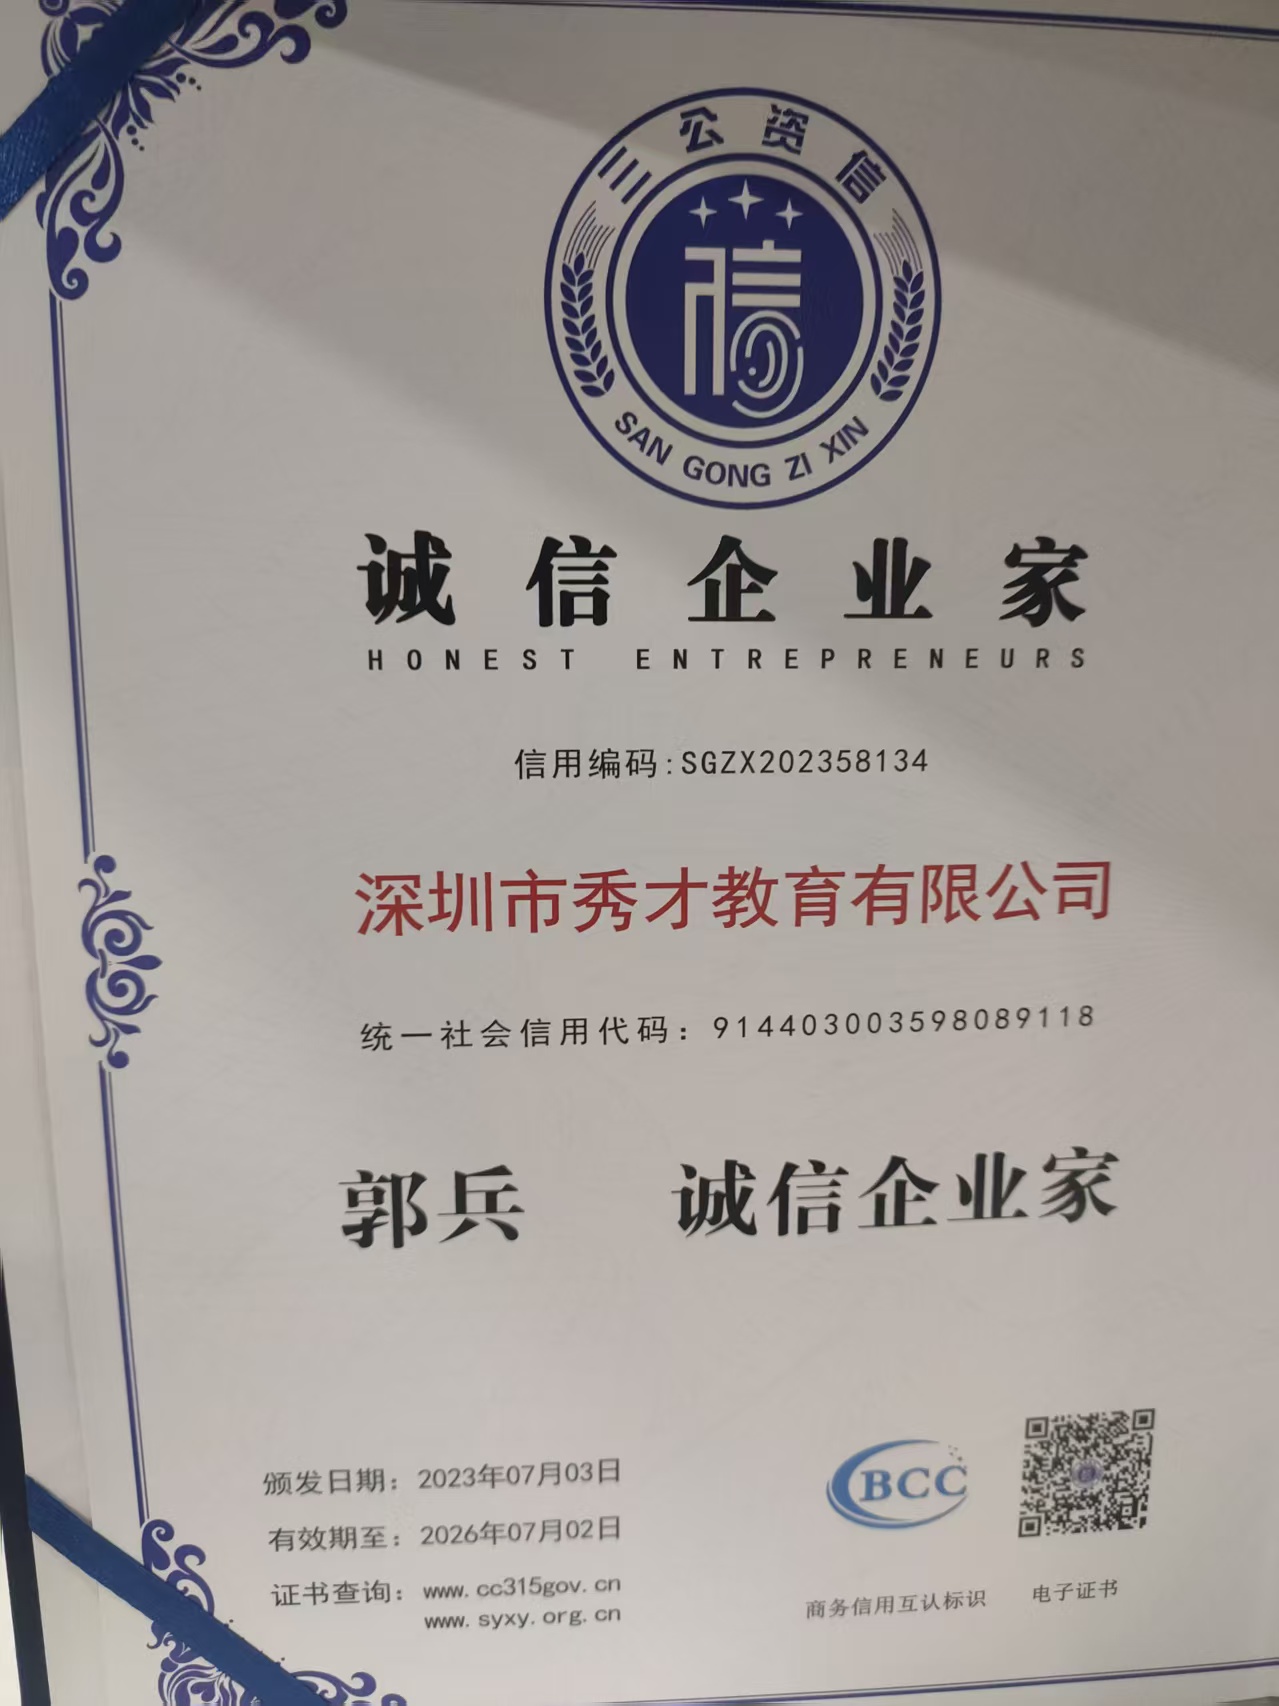 三公资信
信
SAN GONG ZI XIN
诚信企业家
HONEST ENTREPRENEURS
信用编码:SGZX202358134
深圳市秀才教育有限公司
统一社会信用代码：914403003598089118
郭兵 诚信企业家
颁发日期：2023年07月03日
有效期至：2026年07月02日
证书查询：www.cc315gov.cn
www.syxy.org.cn
BCC
商务信用互认标识
电子证书